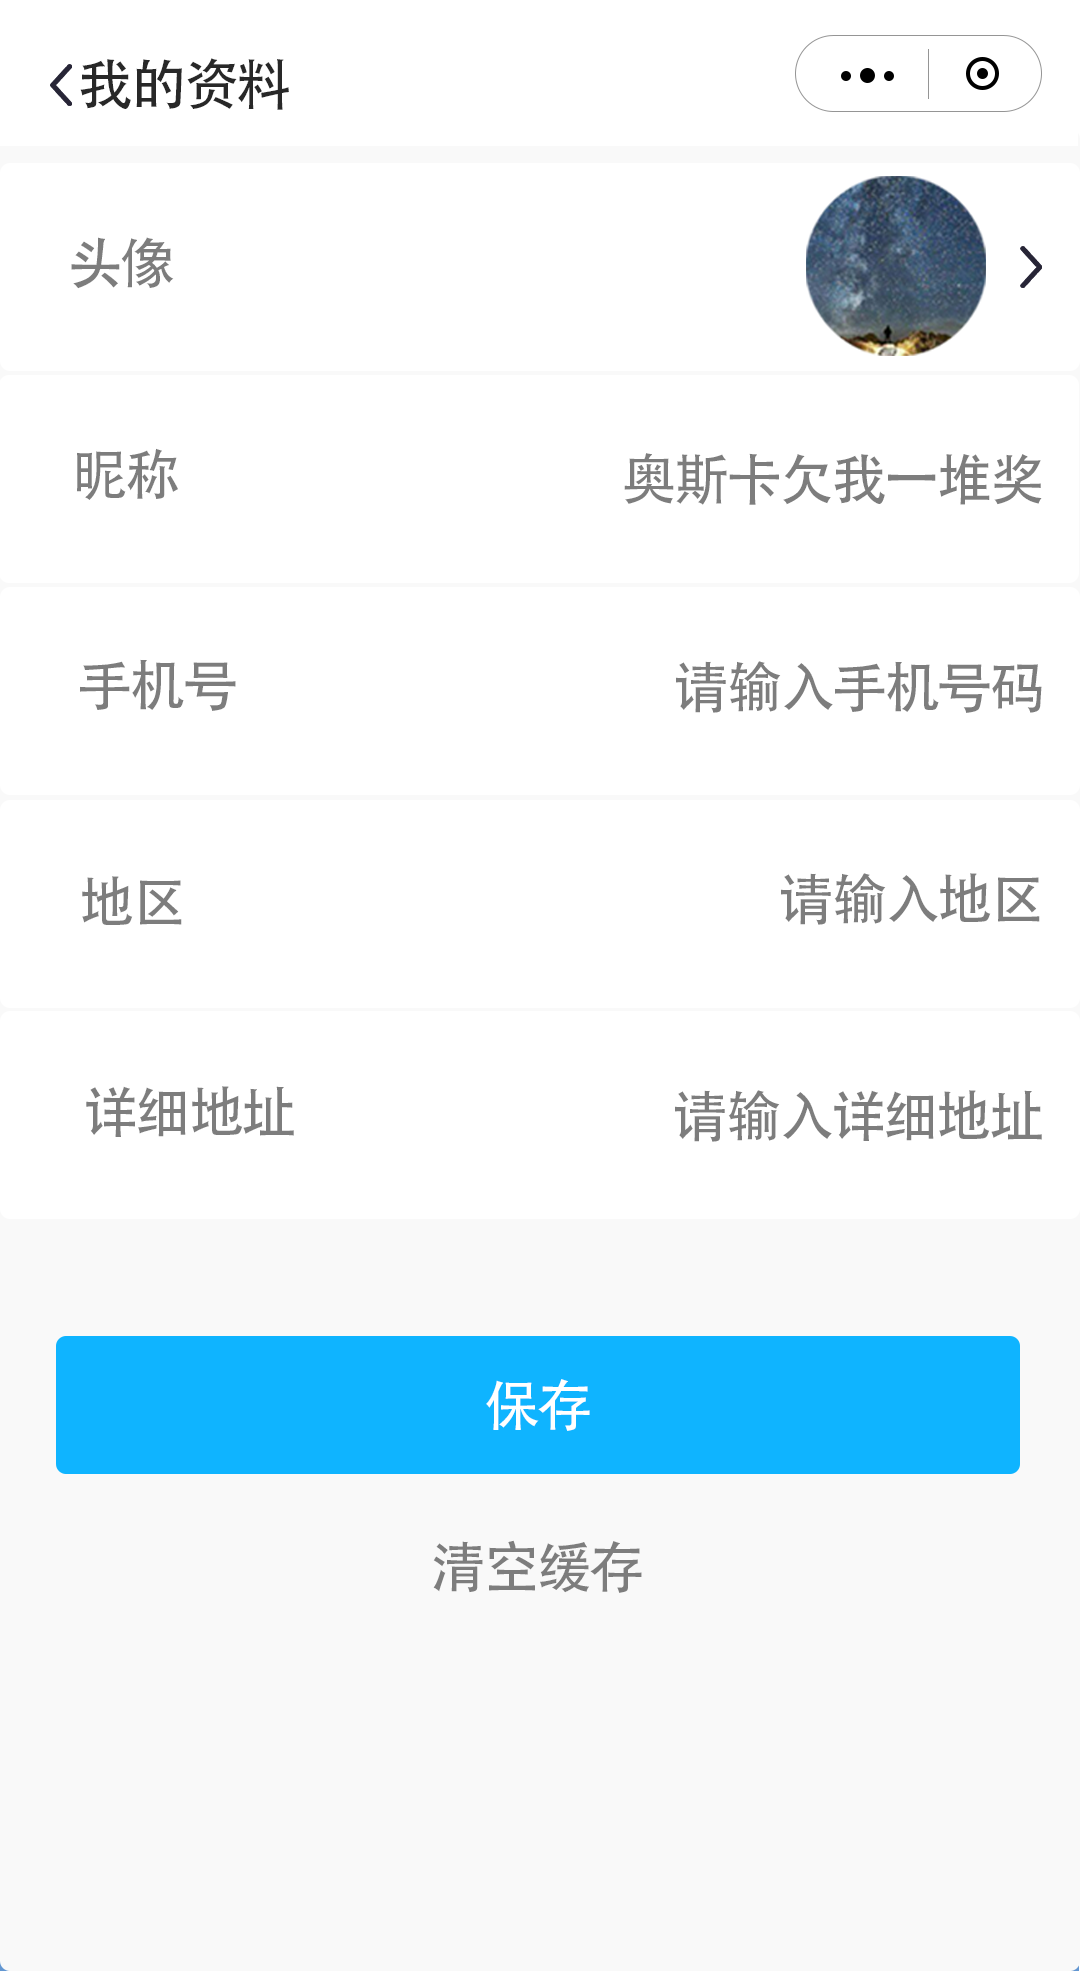 我的资料
头像
昵称
奥斯卡欠我一堆奖
手机号
请输入手机号码
地区
请输入地区
详细地址
请输入详细地址
保存
清空缓存